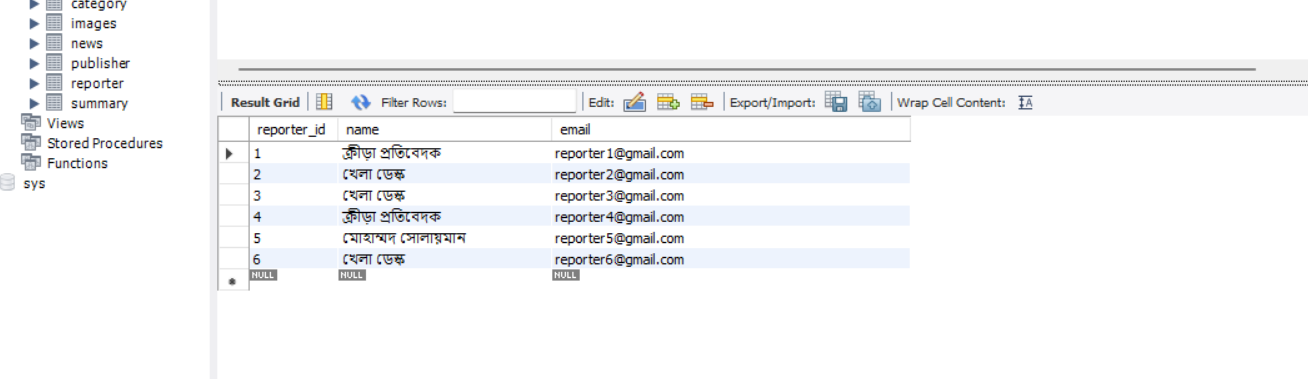 category
images
news
publisher
reporter
summary
Views
Stored Procedures
Functions
sys
Result Grid Filter Rows: Edit: Export/Import: Wrap Cell Content:
reporter_id name email
1 ক্রীড়া প্রতিবেদক reporter1@gmail.com
2 খেলা ডেস্ক reporter2@gmail.com
3 খেলা ডেস্ক reporter3@gmail.com
4 ক্রীড়া প্রতিবেদক reporter4@gmail.com
5 মোহাম্মদ সোলায়মান reporter5@gmail.com
6 খেলা ডেস্ক reporter6@gmail.com
NULL NULL NULL